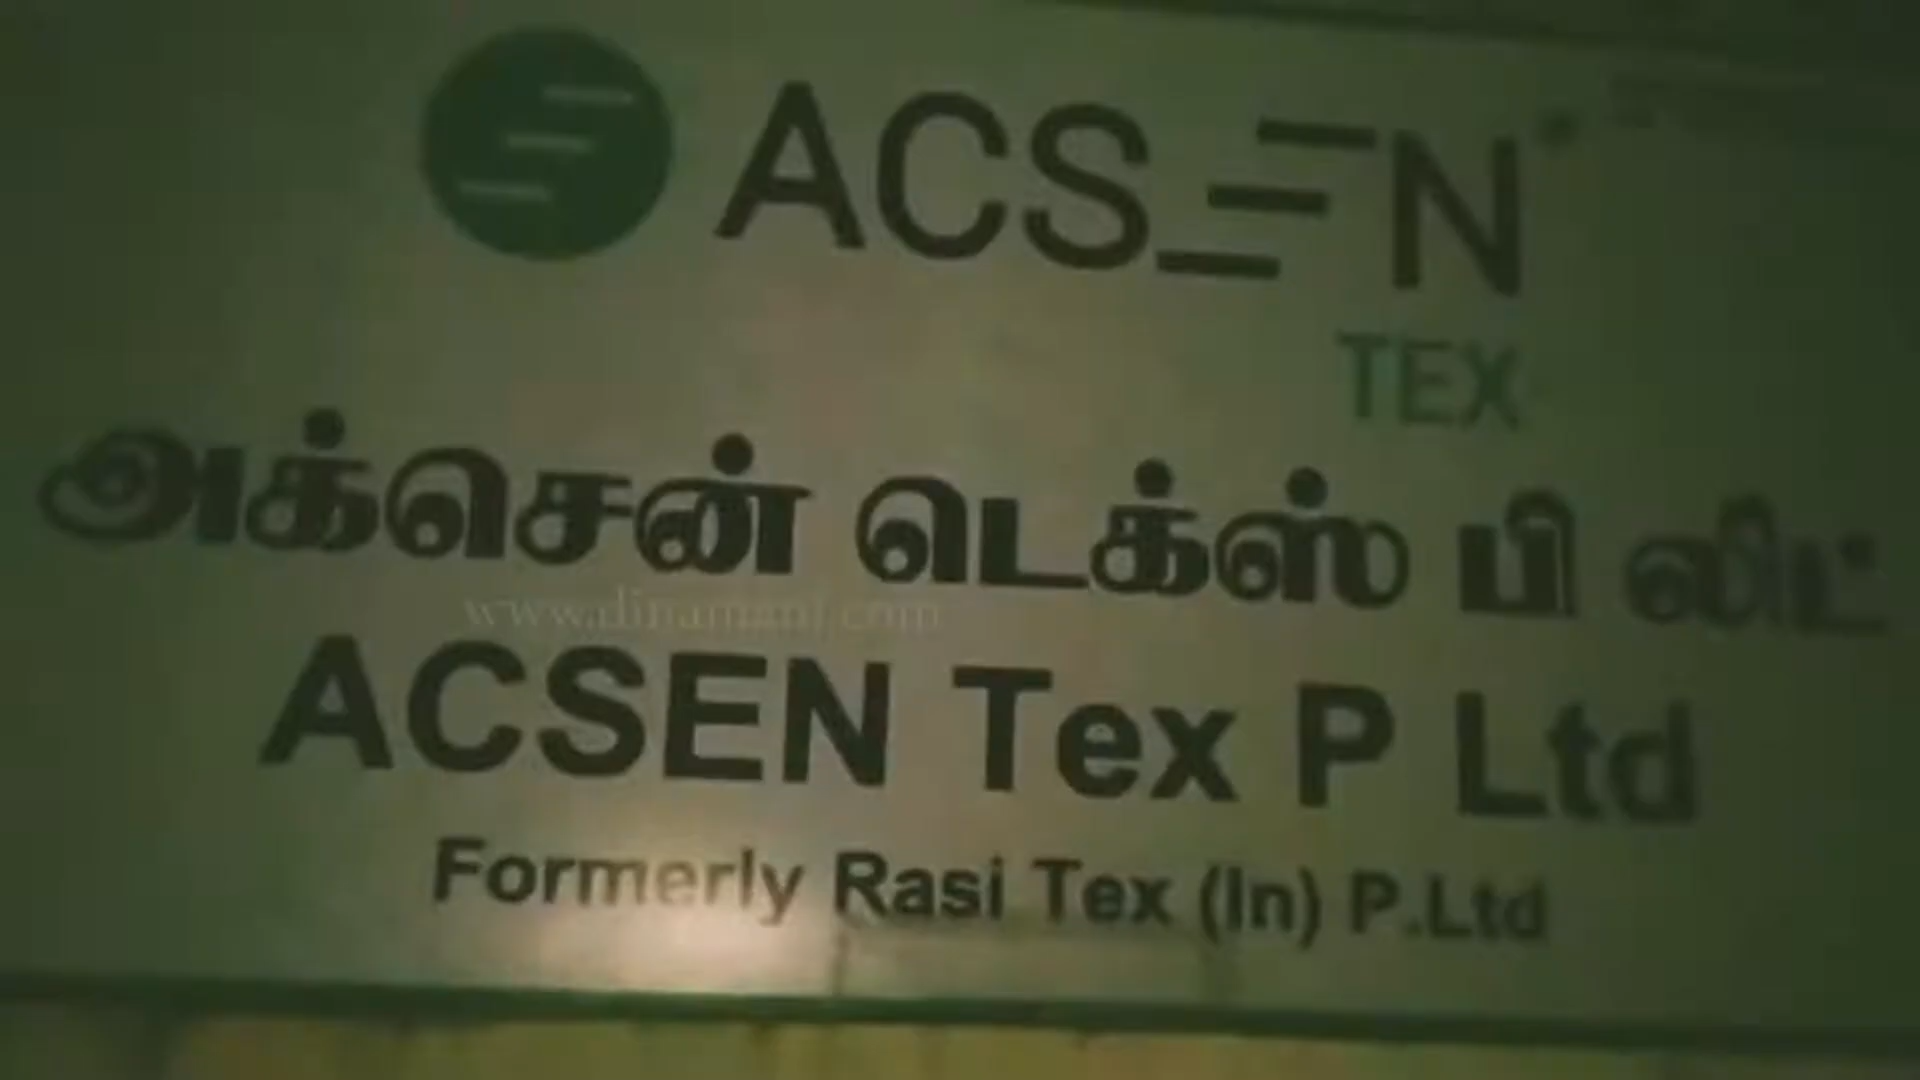 ACSEN
TEX
அக்சென் டெக்ஸ் பி லிட்
www.dinamani.com
ACSEN Tex P Ltd
Formerly Rasi Tex (In) P.Ltd